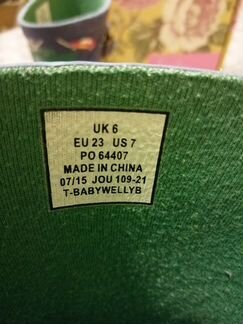 UK 6
EU 23 US 7
PO 64407
MADE IN CHINA
07/15 JOU 109-21
T-BABYWELLYB